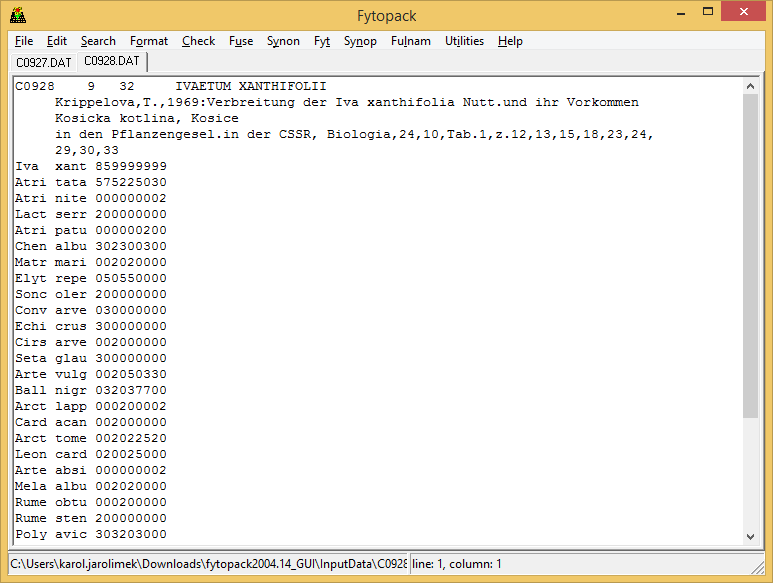 Fytopack
File Edit Search Format Check Fuse Synon Fyt Synop Fulnam Utilities Help
C0927.DAT C0928.DAT
C0928 9 32 IVAETUM XANTHIFOLII
Krippelova,T.,1969:Verbreitung der Iva xanthifolia Nutt.und ihr Vorkommen
Kosicka kotlina, Kosice
in den Pflanzengesel.in der CSSR, Biologia,24,10,Tab.1,z.12,13,15,18,23,24,
29,30,33
Iva xant 859999999
Atri tata 575225030
Atri nite 000000002
Lact serr 200000000
Atri patu 000000200
Chen albu 302300300
Matr mari 002020000
Elyt repe 050550000
Sonc oler 200000000
Conv arve 030000000
Echi crus 300000000
Cirs arve 002000000
Seta glau 300000000
Arte vulg 002050330
Ball nigr 032037700
Arct lapp 000200002
Card acan 002000000
Arct tome 002022520
Leon card 020025000
Arte absi 000000002
Mela albu 002020000
Rume obtu 000200000
Rume sten 200000000
Poly avic 303203000
C:\Users\karol.jarolimek\Downloads\fytopack2004.14_GUI\InputData\C0928 line: 1, column: 1